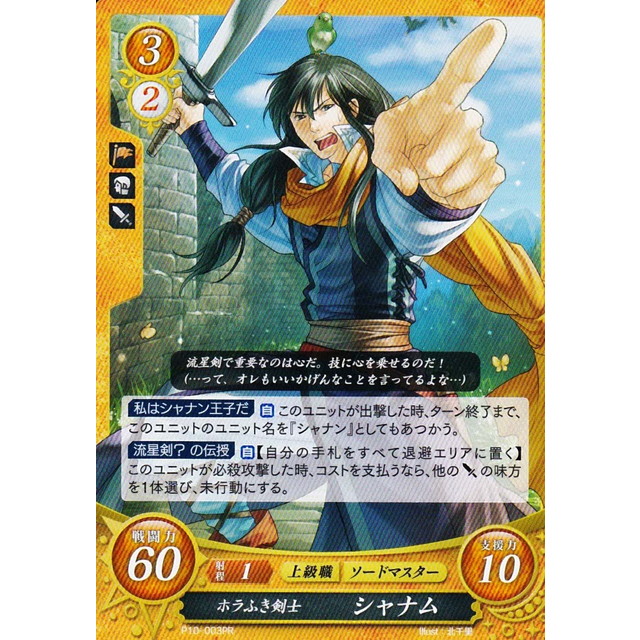 3
2
流星剣で重要なのは心だ。技に心を乗せるのだ！
(…って、オレもいいかげんなことを言ってるよな…)
私はシャナン王子だ 自 このユニットが出撃した時、ターン終了まで、
このユニットのユニット名を『シャナン』としてもあつかう。
流星剣？の伝授 自【自分の手札をすべて退避エリアに置く】
このユニットが必殺攻撃した時、コストを支払うなら、他の の味方
を1体選び、未行動にする。
戦闘力
60
射程 1 上級職 ソードマスター
支援力
10
ホラふき剣士 シャナム
P10-003PR Illust：北千里